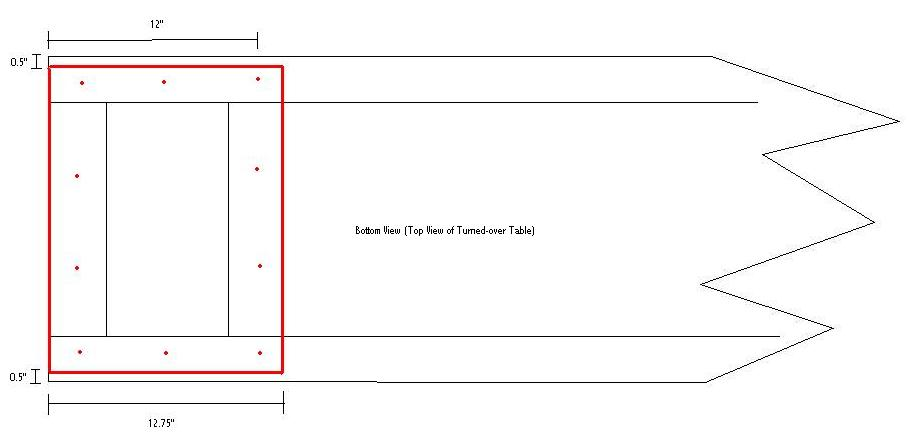 12"
0.5"
Bottom View (Top View of Turned-over Table)
0.5"
12.75"